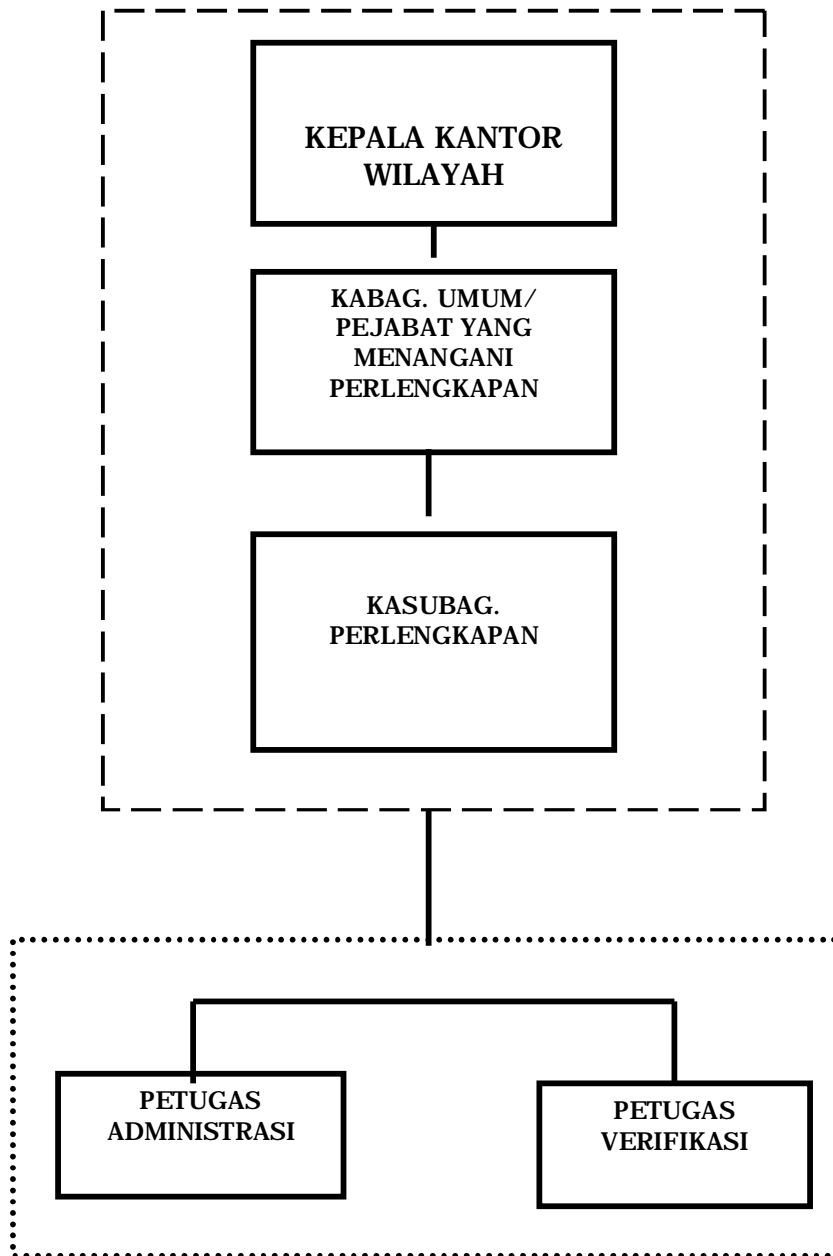 KEPALA KANTOR
WILAYAH
KABAG. UMUM/
PEJABAT YANG
MENANGANI
PERLENGKAPAN
KASUBAG.
PERLENGKAPAN
PETUGAS
ADMINISTRASI
PETUGAS
VERIFIKASI